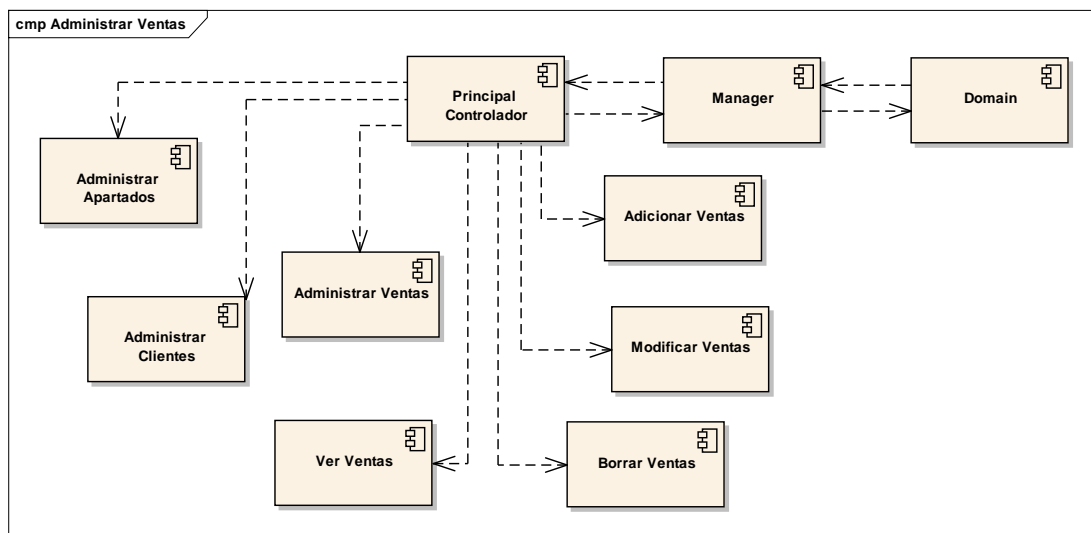 cmp Administrar Ventas
Principal
Controlador
Manager
Domain
Administrar
Apartados
Adicionar Ventas
Administrar Ventas
Administrar
Clientes
Modificar Ventas
Ver Ventas
Borrar Ventas